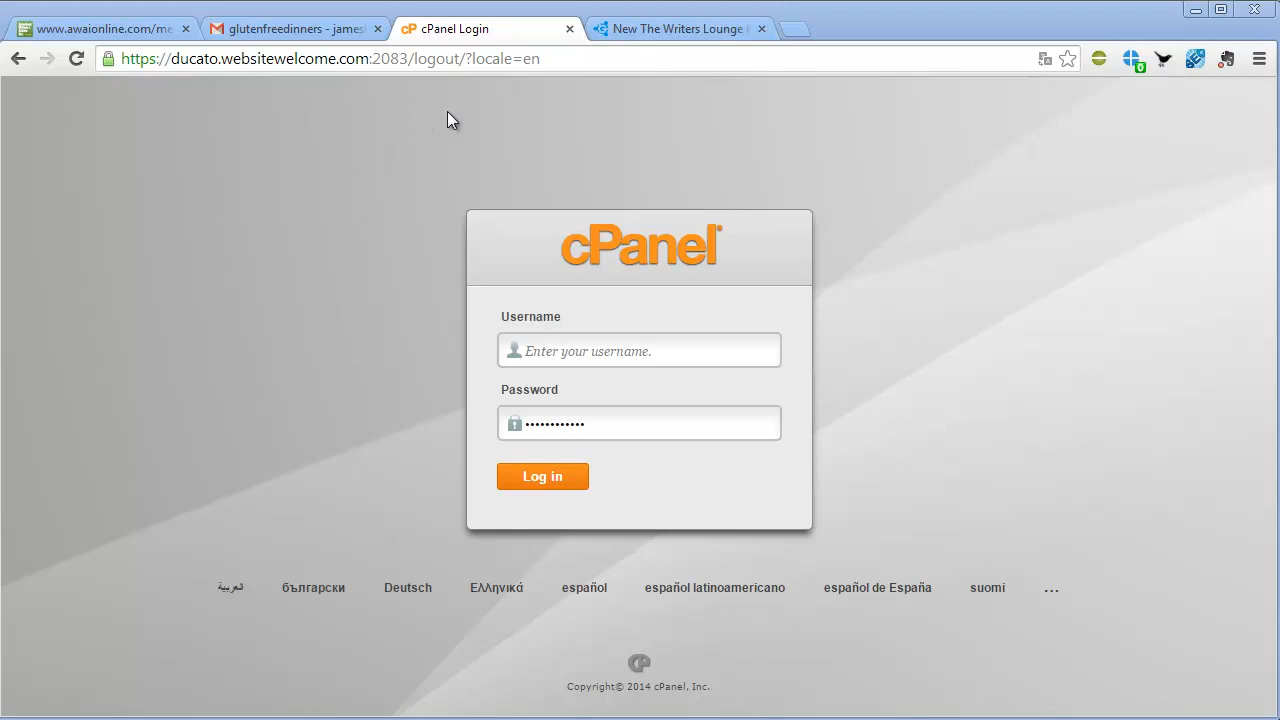 www.awaionline.com/me
glutenfreedinners - james
cPanel Login
New The Writers Lounge
https://ducato.websitewelcome.com:2083/logout/?locale=en
0
cPanel
Username
Enter your username.
Password
••••••••••••
Log in
العربية български Deutsch Ελληνικά español español latinoamericano español de España suomi ...
cP
Copyright© 2014 cPanel, Inc.